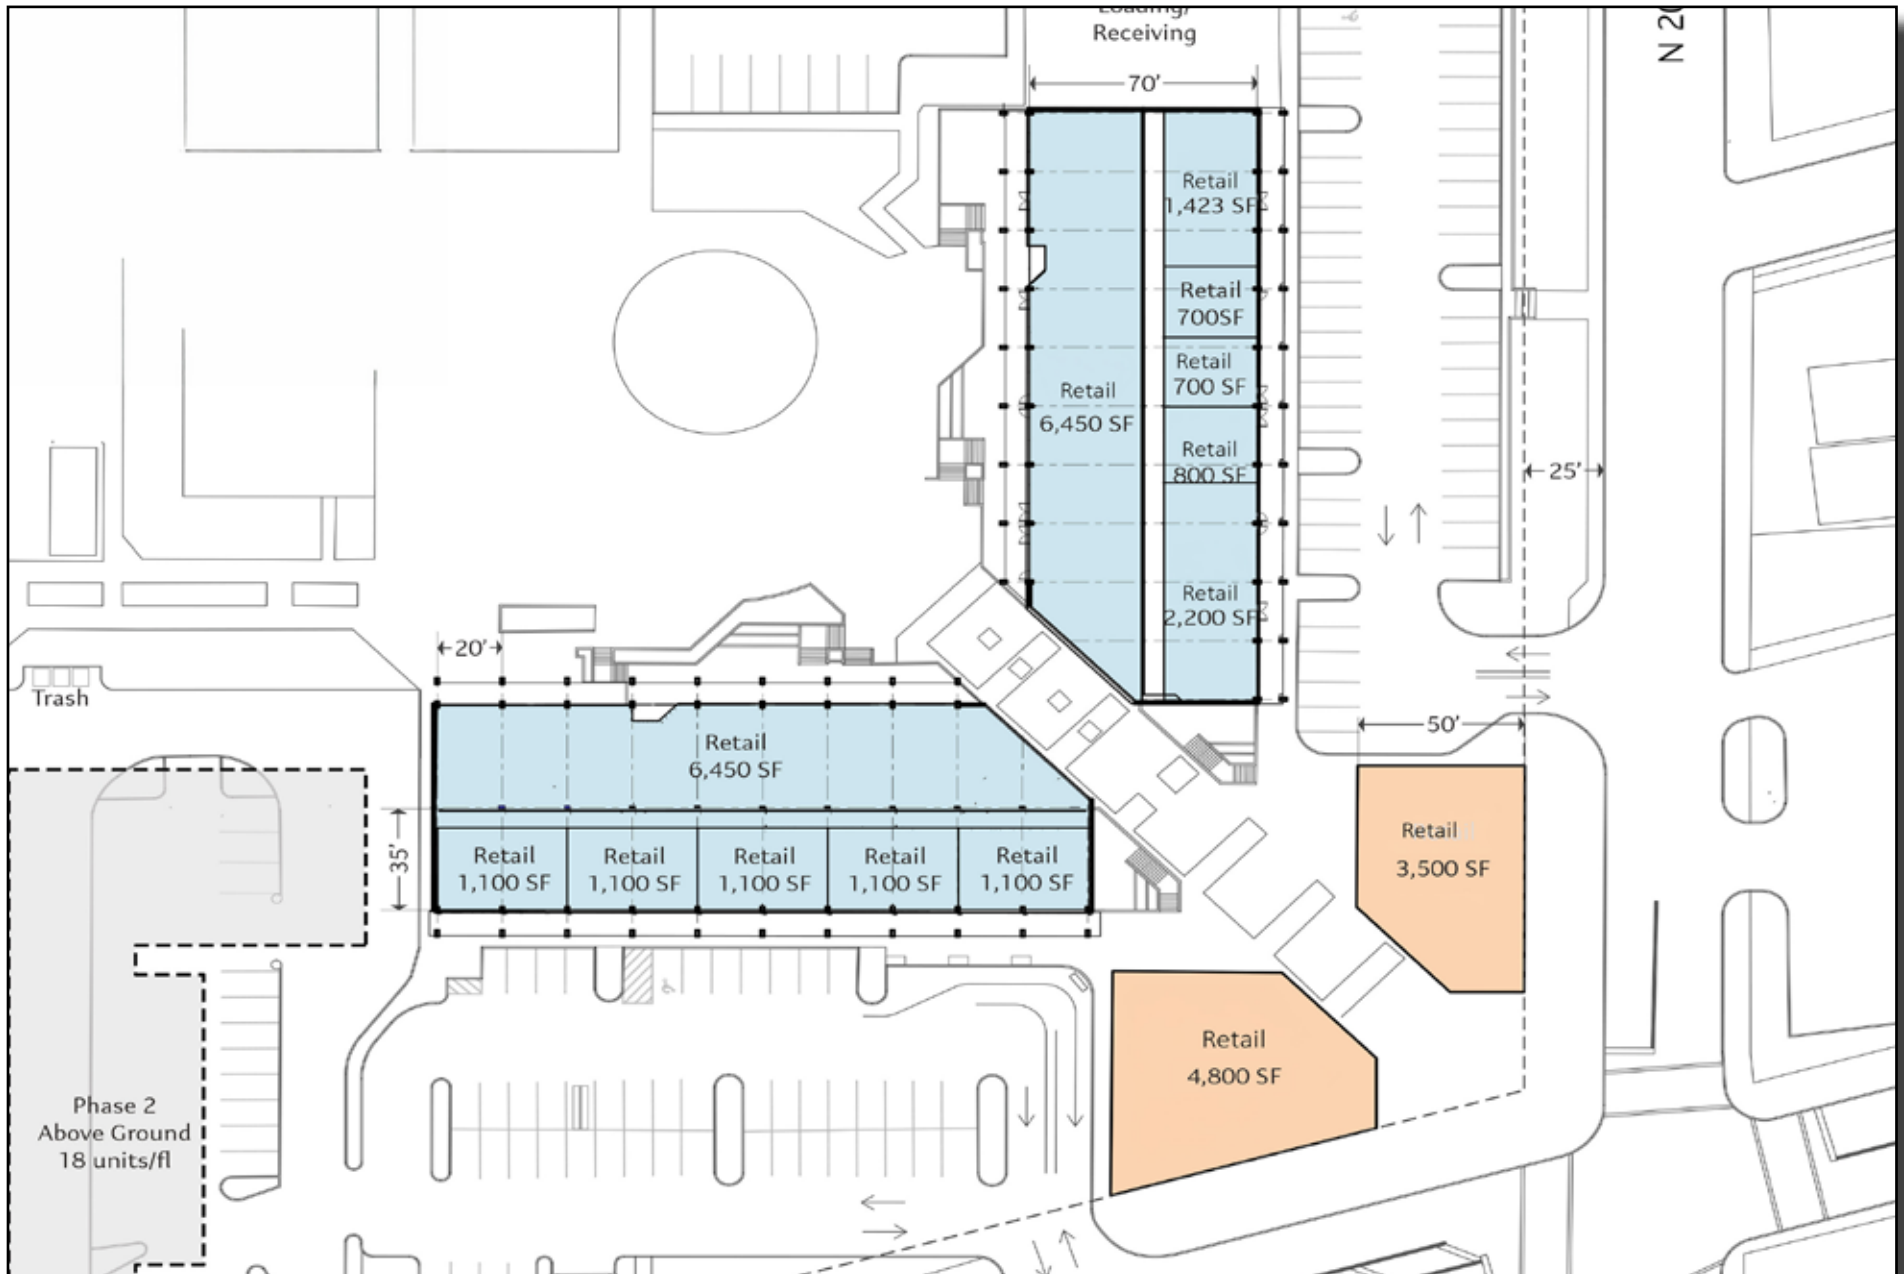 Loading/
Receiving
N 20
70'
Retail
1,423 SF
Retail
700SF
Retail
700 SF
Retail
6,450 SF
Retail
800 SF
25'
Retail
2,200 SF
20'
Trash
50'
Retail
6,450 SF
35'
Retail
1,100 SF
Retail
1,100 SF
Retail
1,100 SF
Retail
1,100 SF
Retail
1,100 SF
Retail
3,500 SF
Retail
4,800 SF
Phase 2
Above Ground
18 units/fl